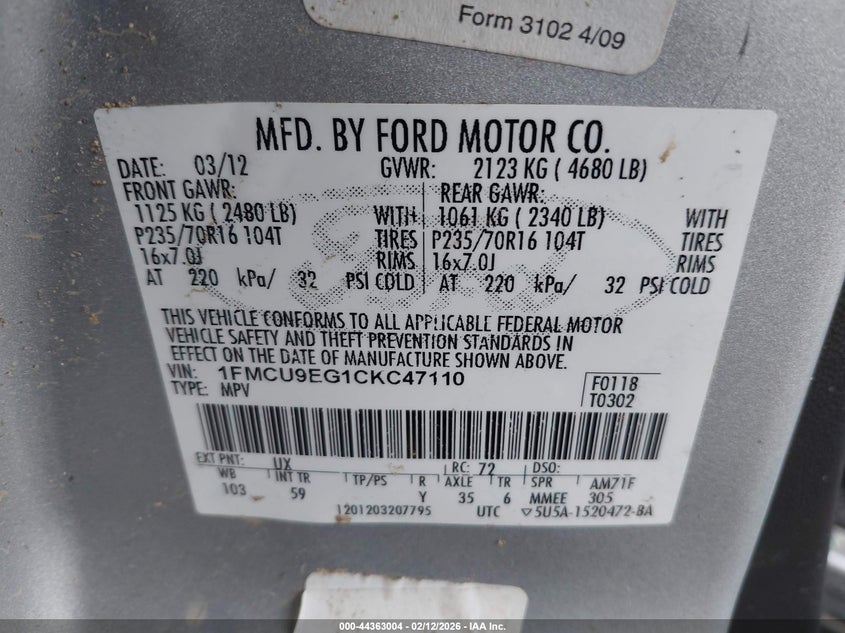 Form 3102 4/09
MFD. BY FORD MOTOR CO.
DATE: 03/12 GVWR: 2123 KG ( 4680 LB)
FRONT GAWR: REAR GAWR:
1125 KG ( 2480 LB) WITH 1061 KG ( 2340 LB) WITH
P235/70R16 104T TIRES P235/70R16 104T TIRES
16x7.0J RIMS 16x7.0J RIMS
AT 220 kPa/ 32 PSI COLD AT 220 kPa/ 32 PSI COLD
THIS VEHICLE CONFORMS TO ALL APPLICABLE FEDERAL MOTOR
VEHICLE SAFETY AND THEFT PREVENTION STANDARDS IN
EFFECT ON THE DATE OF MANUFACTURE SHOWN ABOVE.
VIN: 1FMCU9EG1CKC47110 F0118
TYPE: MPV T0302
EXT PNT: UX RC: 72 DSO:
WB INT TR TP/PS R AXLE TR SPR AM71F
103 59 Y 35 6 MMEE 305
1201203207795 UTC ▽5U5A-1520472-BA
000-44363004 - 02/12/2026 - IAA Inc.